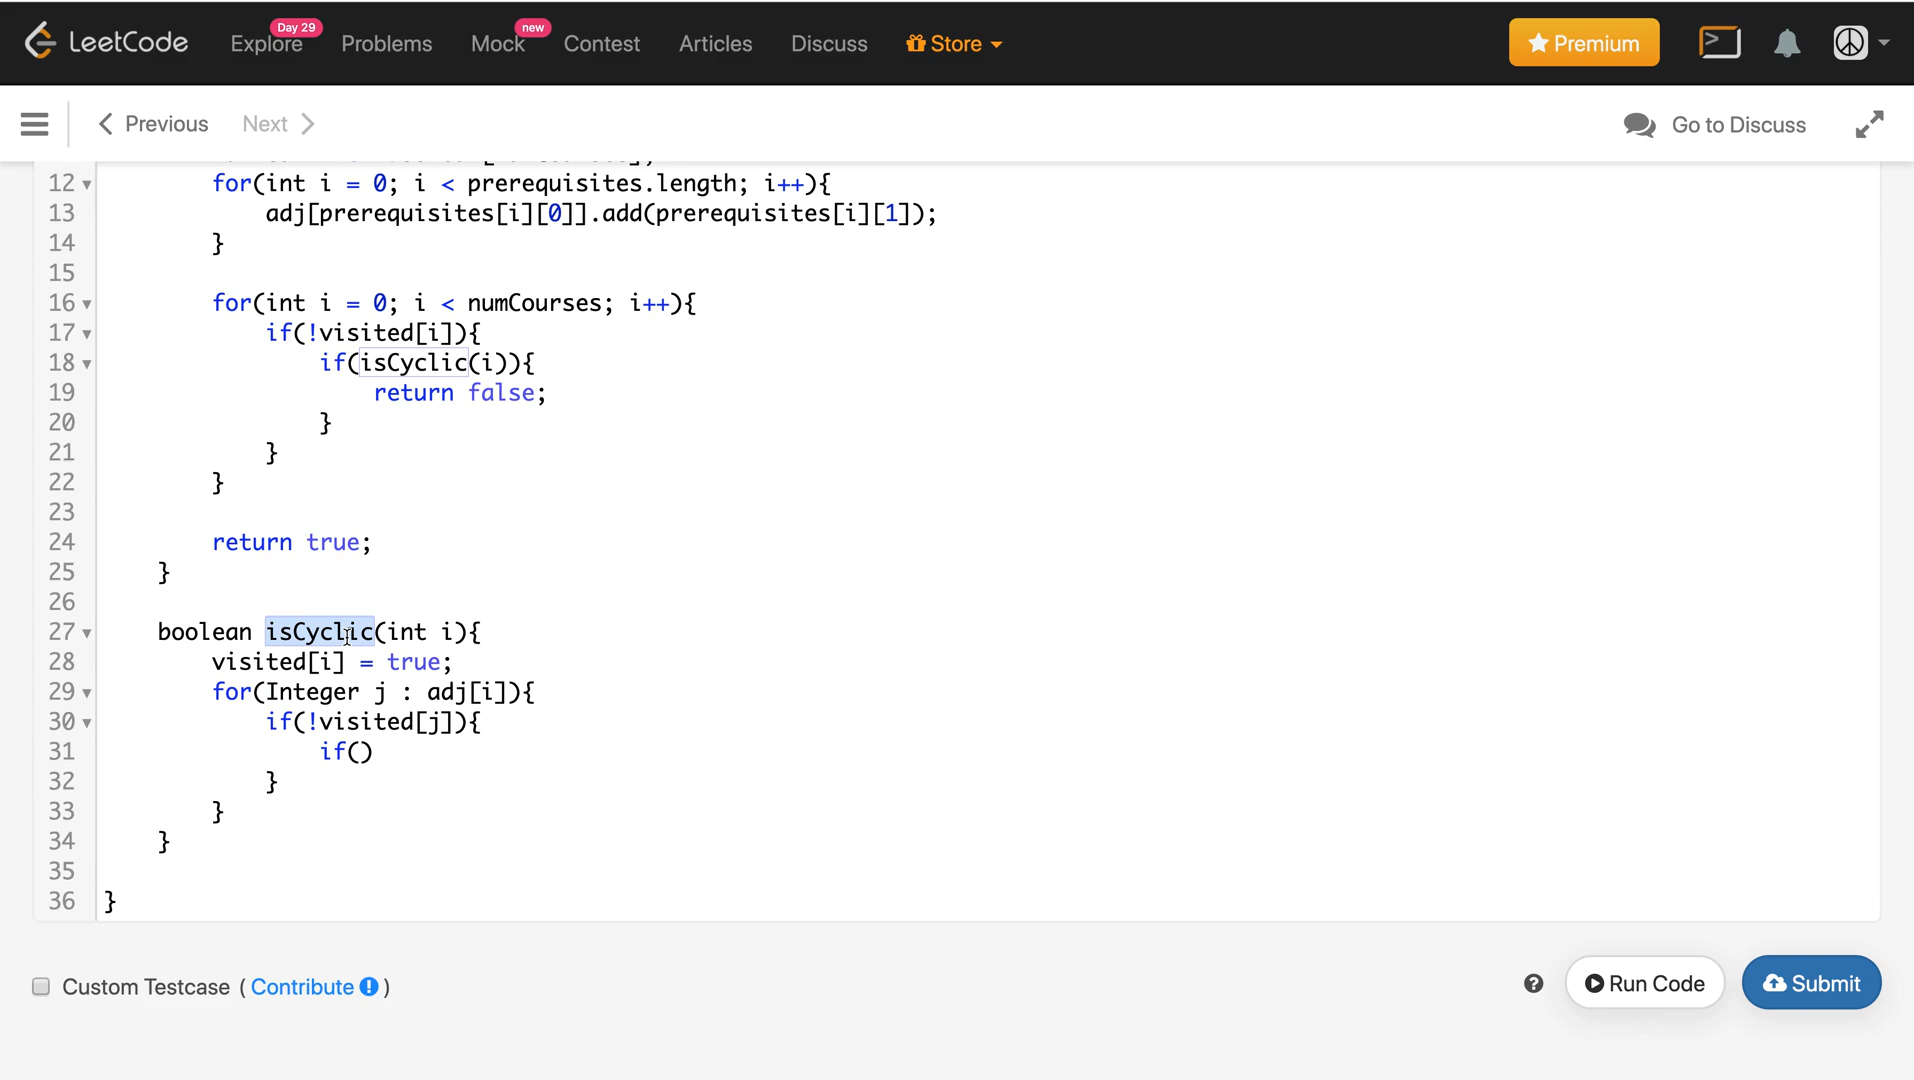 LeetCode Explore Day 29 Problems Mock new Contest Articles Discuss Store Premium
Previous Next Go to Discuss
12 for(int i = 0; i < prerequisites.length; i++){
13 adj[prerequisites[i][0]].add(prerequisites[i][1]);
14 }
15
16 for(int i = 0; i < numCourses; i++){
17 if(!visited[i]){
18 if(isCyclic(i)){
19 return false;
20 }
21 }
22 }
23
24 return true;
25 }
26
27 boolean isCyclic(int i){
28 visited[i] = true;
29 for(Integer j : adj[i]){
30 if(!visited[j]){
31 if()
32 }
33 }
34 }
35
36 }
Custom Testcase ( Contribute ) Run Code Submit